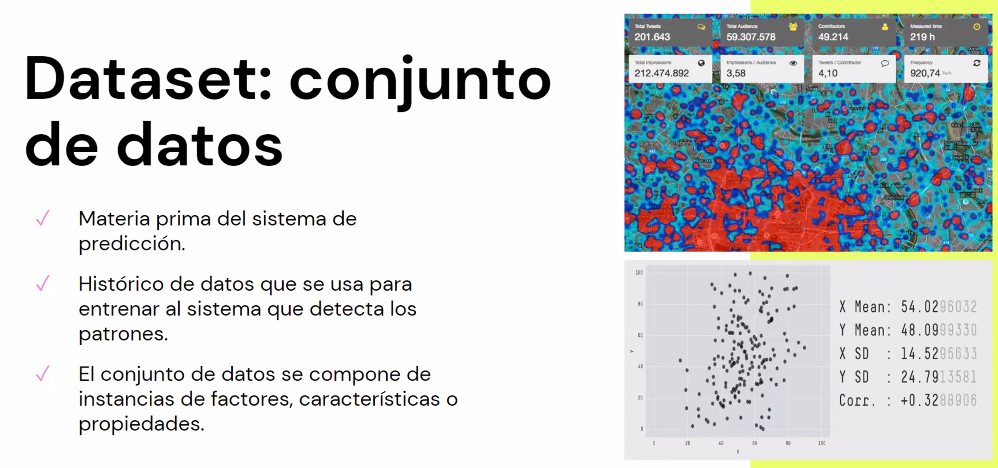 Dataset: conjunto
de datos
✓ Materia prima del sistema de
predicción.
✓ Histórico de datos que se usa para
entrenar al sistema que detecta los
patrones.
✓ El conjunto de datos se compone de
instancias de factores, características o
propiedades.
Total Tweets
201.643
Total Audience
59.307.578
Contributors
49.214
Measured time
219 h
Total Impressions
212.474.892
Impressions / Audience
3,58
Tweets / Contributor
4,10
Frequency
920,74
100
80
60
40
20
0
Y
0 20 40 60 80 100
X
X Mean: 54.0296032
Y Mean: 48.0999330
X SD : 14.5295633
Y SD : 24.7913581
Corr. : +0.3288906